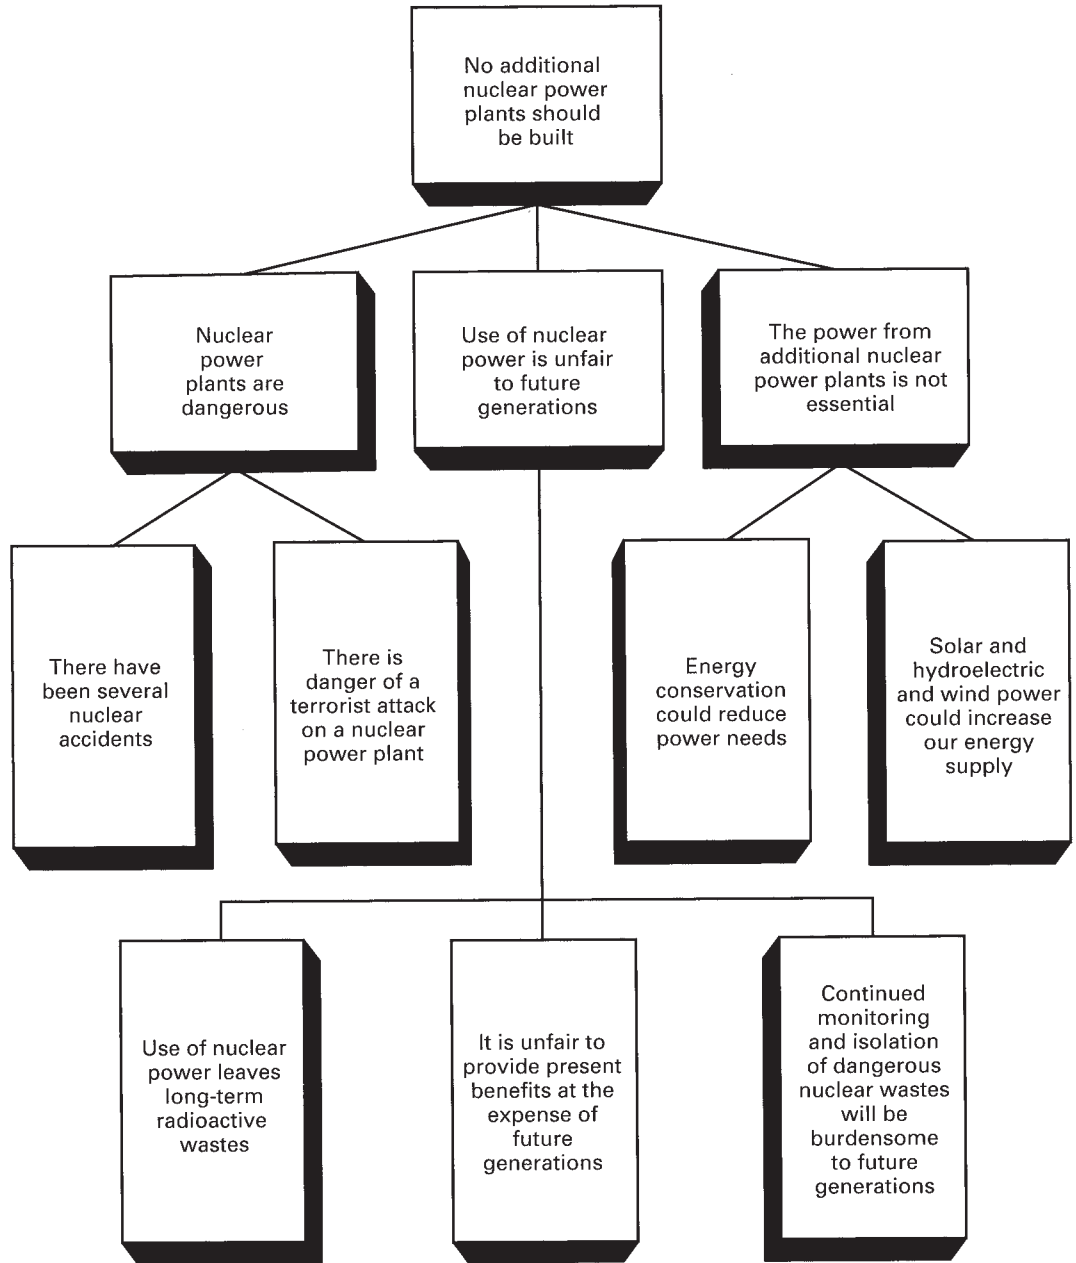 No additional
nuclear power
plants should
be built
Nuclear
power
plants are
dangerous
Use of nuclear
power is unfair
to future
generations
The power from
additional nuclear
power plants is not
essential
There have
been several
nuclear
accidents
There is
danger of a
terrorist attack
on a nuclear
power plant
Energy
conservation
could reduce
power needs
Solar and
hydroelectric
and wind power
could increase
our energy
supply
Use of nuclear
power leaves
long-term
radioactive
wastes
It is unfair to
provide present
benefits at the
expense of
future
generations
Continued
monitoring
and isolation
of dangerous
nuclear wastes
will be
burdensome
to future
generations